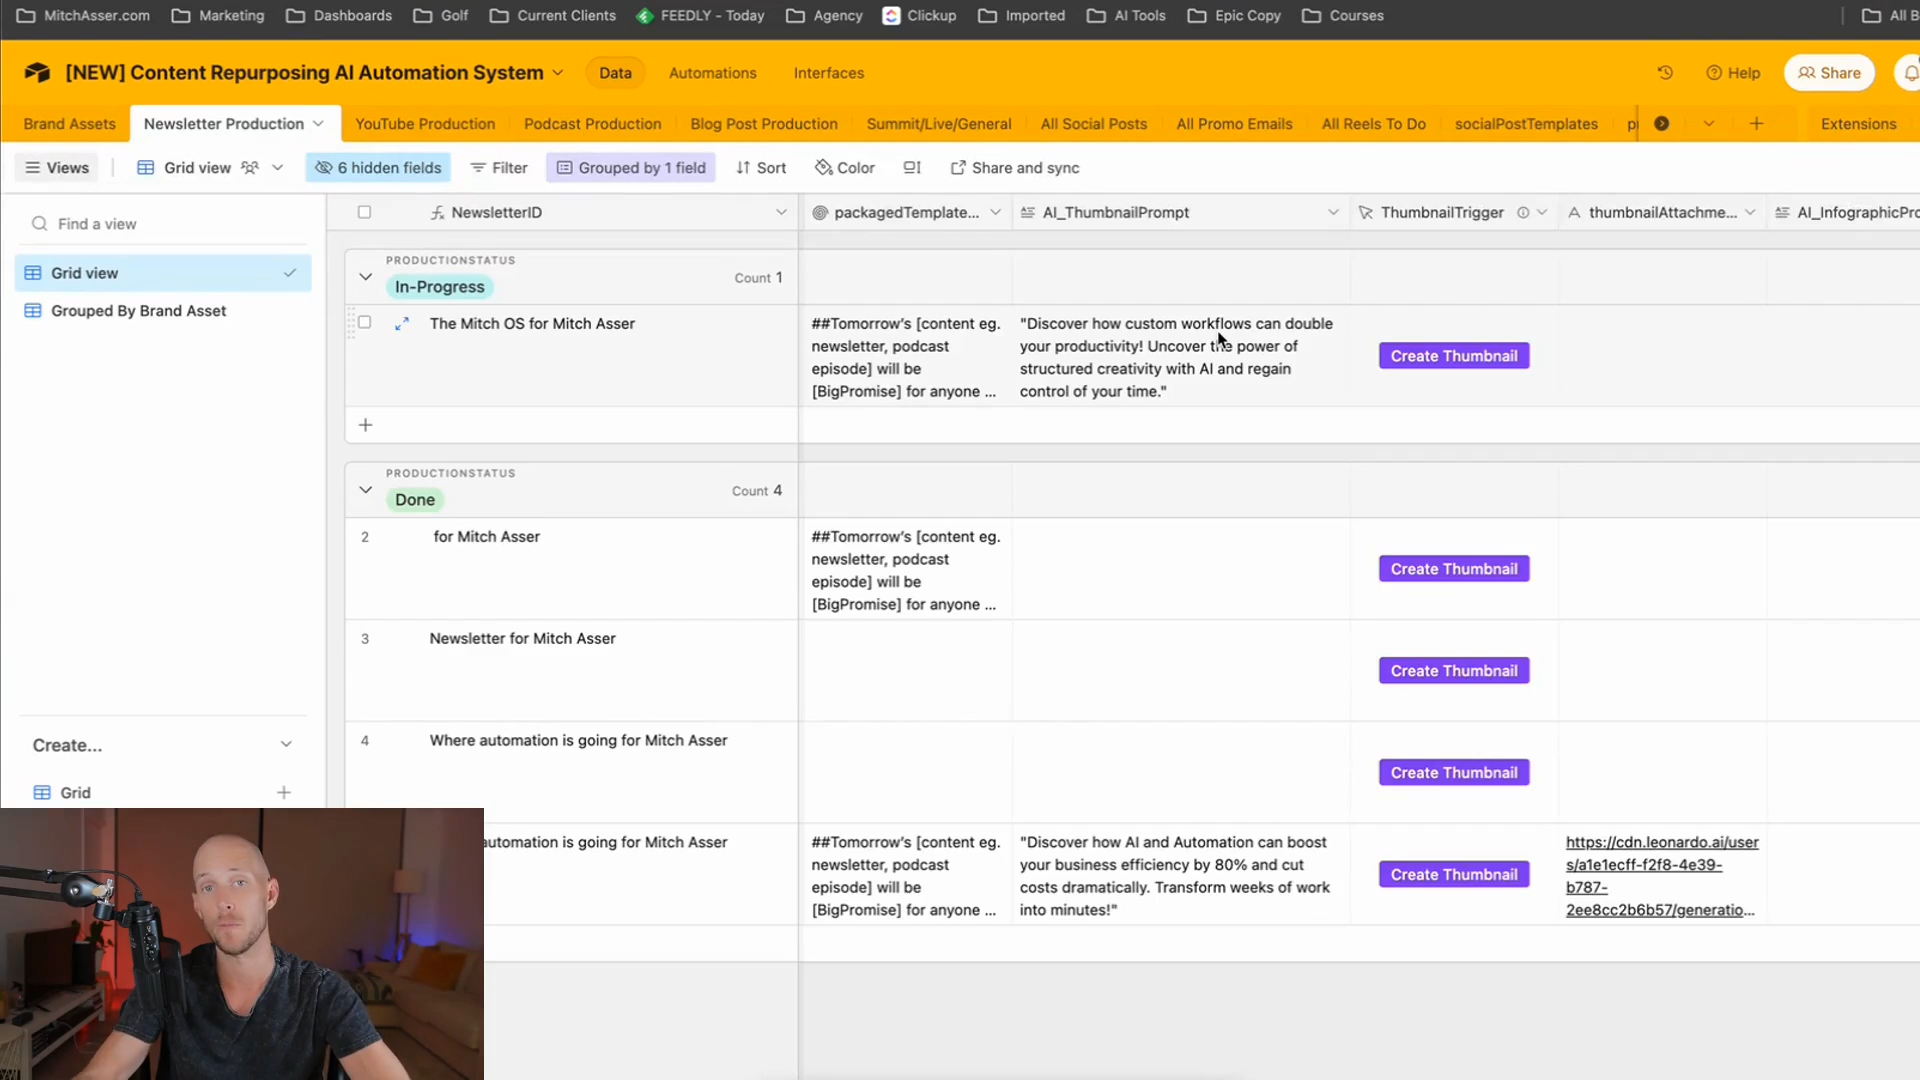 MitchAsser.com Marketing Dashboards Golf Current Clients FEEDLY - Today Agency Clickup Imported AI Tools Epic Copy Courses
[NEW] Content Repurposing AI Automation System Data Automations Interfaces Help Share
Brand Assets Newsletter Production YouTube Production Podcast Production Blog Post Production Summit/Live/General All Social Posts All Promo Emails All Reels To Do socialPostTemplates Extensions
Views Grid view 6 hidden fields Filter Grouped by 1 field Sort Color Share and sync
Find a view
Grid view
Grouped By Brand Asset
Create...
Grid
NewsletterID packagedTemplate... AI_ThumbnailPrompt ThumbnailTrigger thumbnailAttachme... AI_InfographicPro
PRODUCTIONSTATUS
In-Progress Count 1
The Mitch OS for Mitch Asser
##Tomorrow's [content eg.
newsletter, podcast
episode] will be
[BigPromise] for anyone ...
"Discover how custom workflows can double
your productivity! Uncover the power of
structured creativity with AI and regain
control of your time."
Create Thumbnail
PRODUCTIONSTATUS
Done Count 4
2 for Mitch Asser
##Tomorrow's [content eg.
newsletter, podcast
episode] will be
[BigPromise] for anyone ...
Create Thumbnail
3 Newsletter for Mitch Asser
Create Thumbnail
4 Where automation is going for Mitch Asser
Create Thumbnail
automation is going for Mitch Asser
##Tomorrow's [content eg.
newsletter, podcast
episode] will be
[BigPromise] for anyone ...
"Discover how AI and Automation can boost
your business efficiency by 80% and cut
costs dramatically. Transform weeks of work
into minutes!"
Create Thumbnail
https://cdn.leonardo.ai/user
s/a1e1ecff-f2f8-4e39-
b787-
2ee8cc2b6b57/generatio...